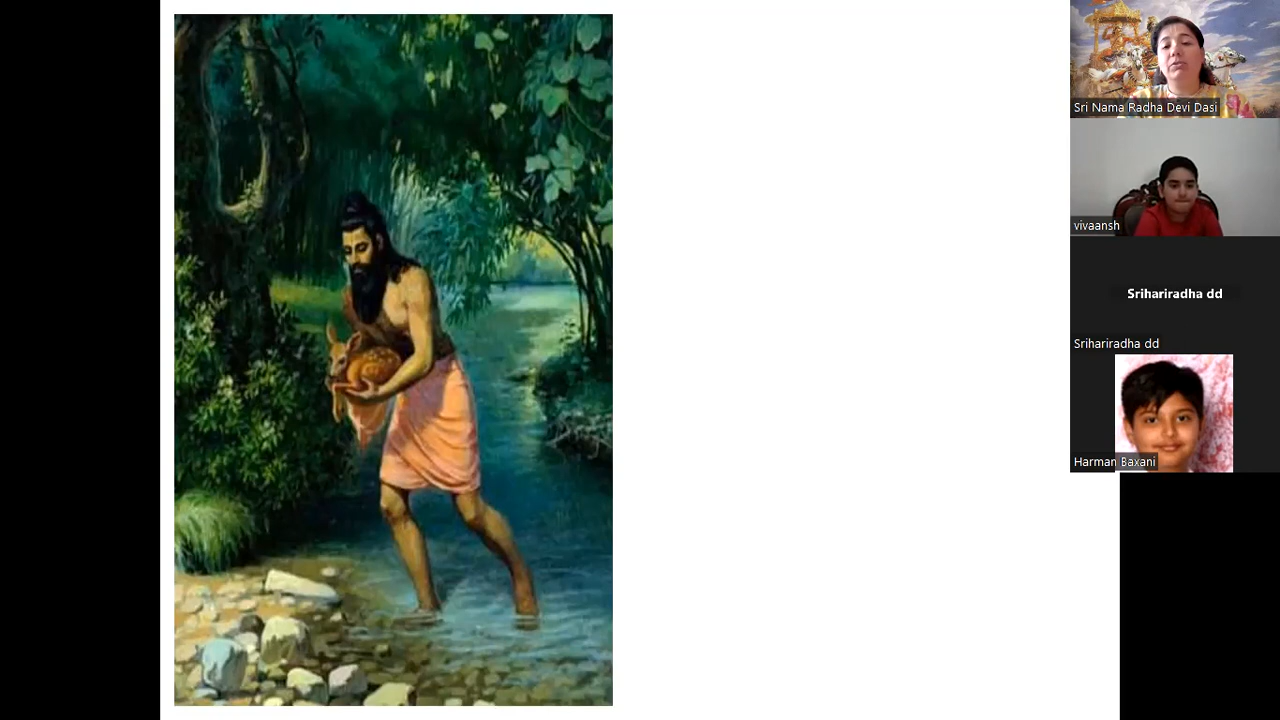 Sri Nama Radha Devi Dasi
vivaansh
Srihariradha dd
Srihariradha dd
Harman Baxani